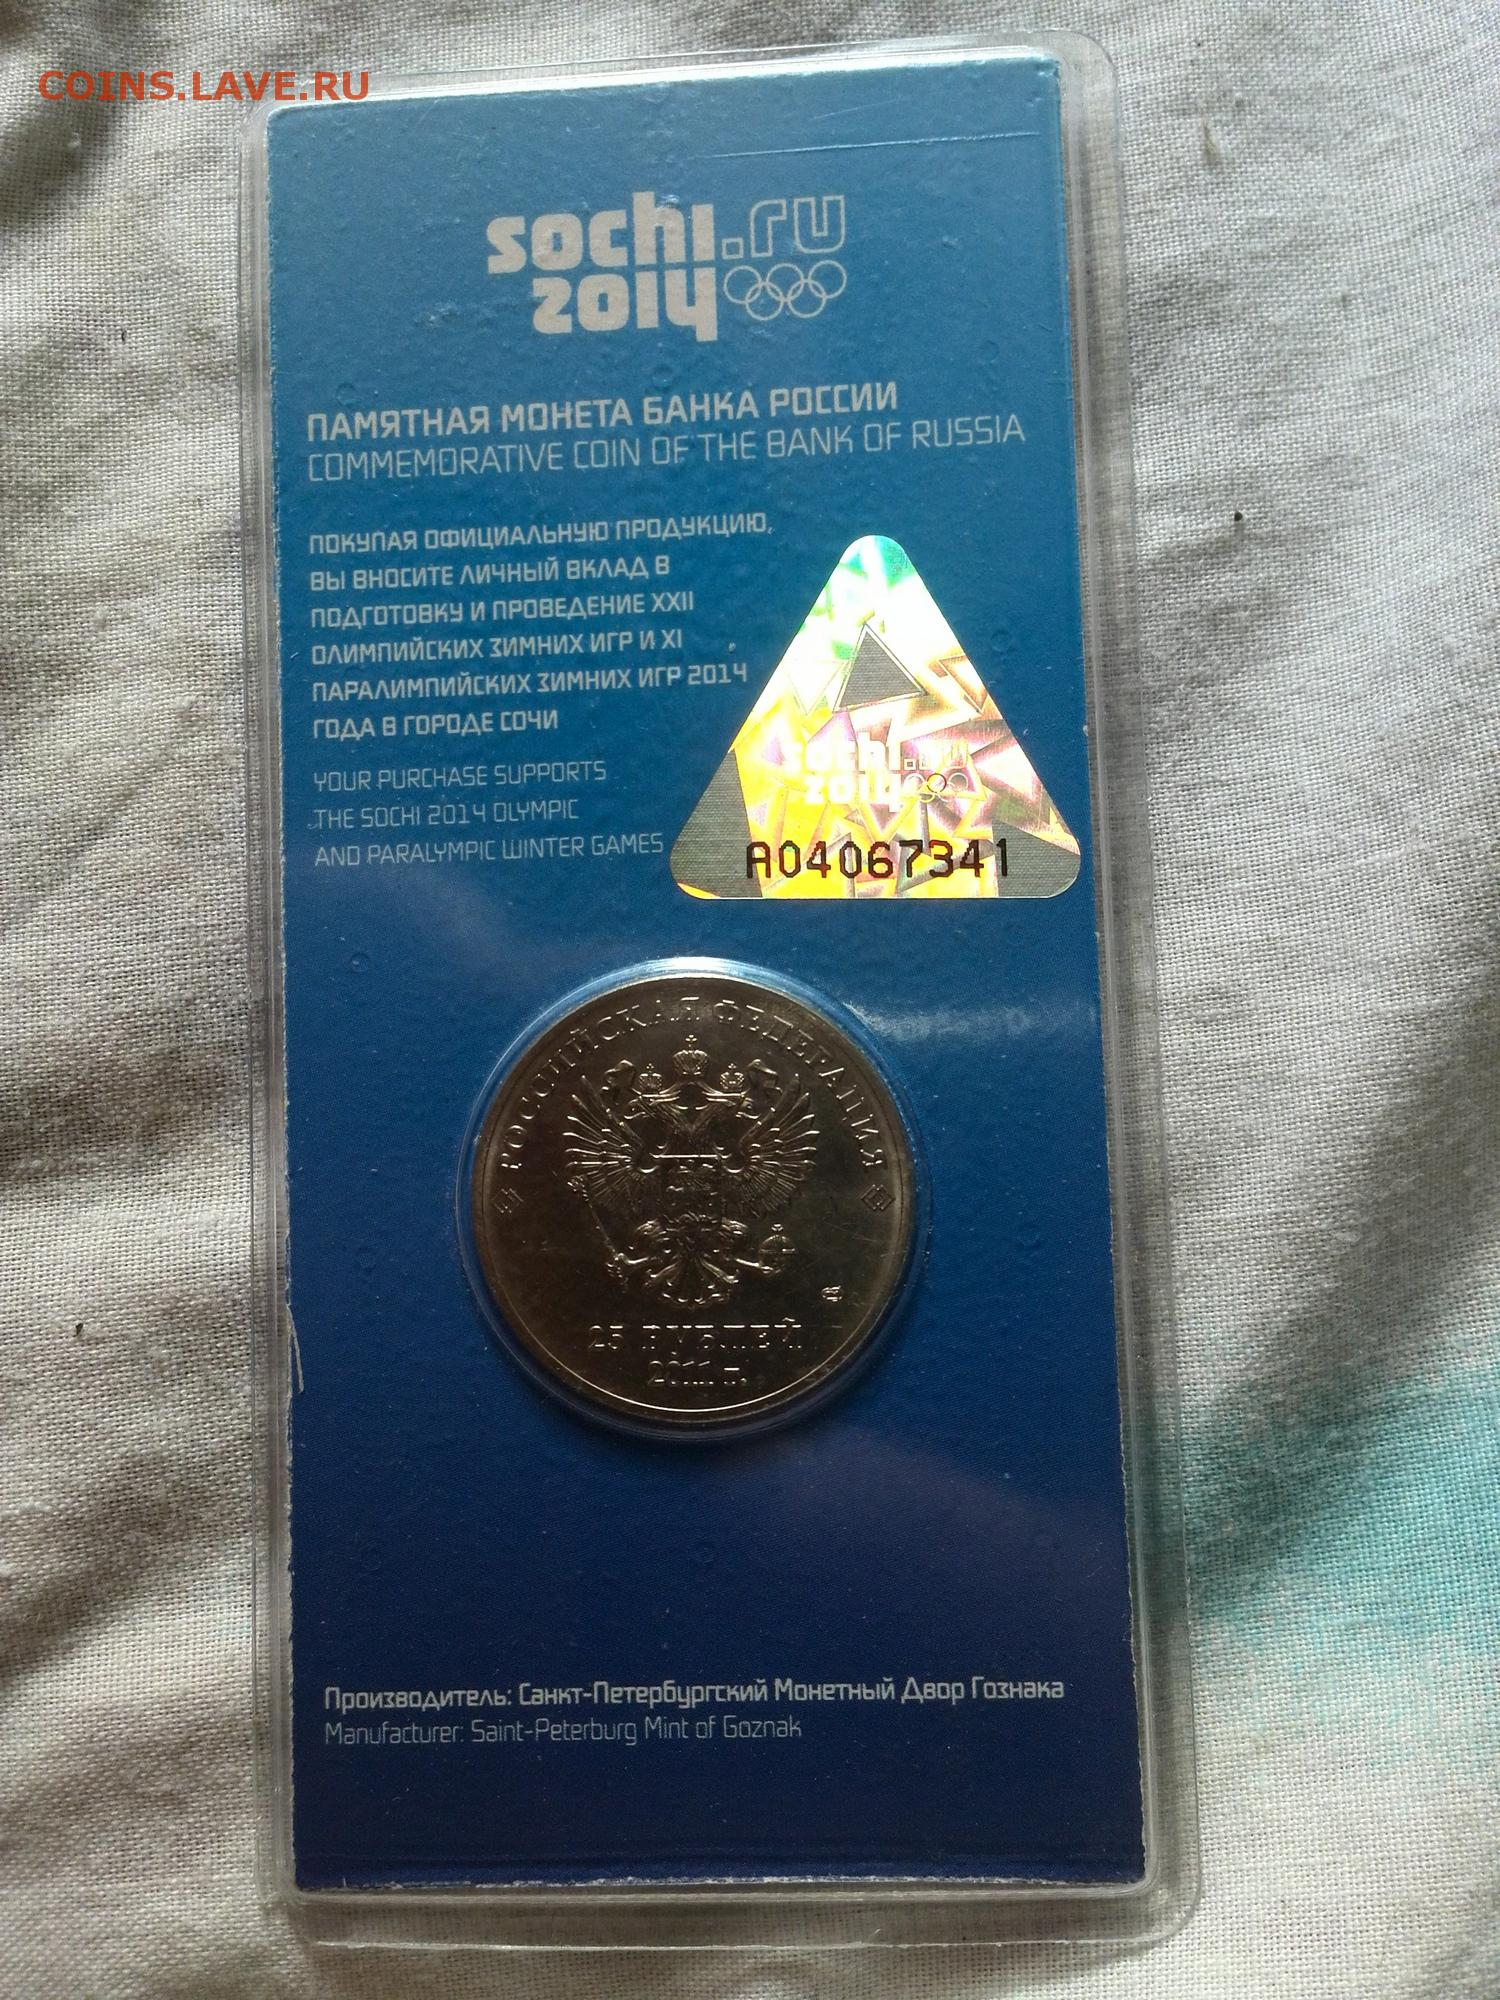 COINS.LAVE.RU
sochi.ru
2014
ПАМЯТНАЯ МОНЕТА БАНКА РОССИИ
COMMEMORATIVE COIN OF THE BANK OF RUSSIA
ПОКУПАЯ ОФИЦИАЛЬНУЮ ПРОДУКЦИЮ,
ВЫ ВНОСИТЕ ЛИЧНЫЙ ВКЛАД В
ПОДГОТОВКУ И ПРОВЕДЕНИЕ XXII
ОЛИМПИЙСКИХ ЗИМНИХ ИГР И XI
ПАРАЛИМПИЙСКИХ ЗИМНИХ ИГР 2014
ГОДА В ГОРОДЕ СОЧИ
YOUR PURCHASE SUPPORTS
THE SOCHI 2014 OLYMPIC
AND PARALYMPIC WINTER GAMES
sochi.ru
2014
A04067341
РОССИЙСКАЯ ФЕДЕРАЦИЯ
25 РУБЛЕЙ
2011 г.
Производитель: Санкт-Петербургский Монетный Двор Гознака
Manufacturer: Saint-Peterburg Mint of Goznak